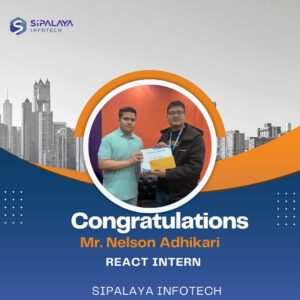 SIPALAYA
INFOTECH
Congratulations
Mr. Nelson Adhikari
REACT INTERN
SIPALAYA INFOTECH